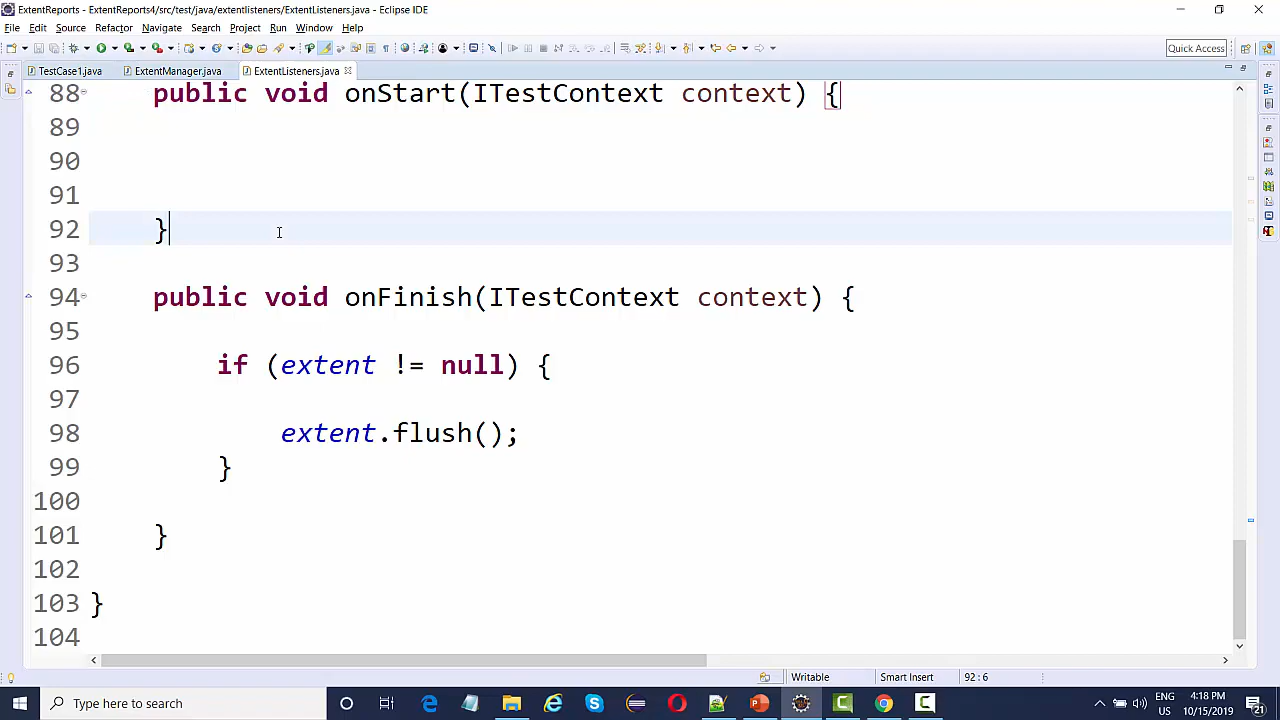 ExtentReports - ExtentReports4/src/test/java/extentlisteners/ExtentListeners.java - Eclipse IDE
File Edit Source Refactor Navigate Search Project Run Window Help
Quick Access
TestCase1.java ExtentManager.java ExtentListeners.java
88 public void onStart(ITestContext context) {
89
90
91
92 }
93
94 public void onFinish(ITestContext context) {
95
96 if (extent != null) {
97
98 extent.flush();
99 }
100
101 }
102
103 }
104
Writable Smart Insert 92 : 6
Type here to search
ENG
US
4:18 PM
10/15/2019
21